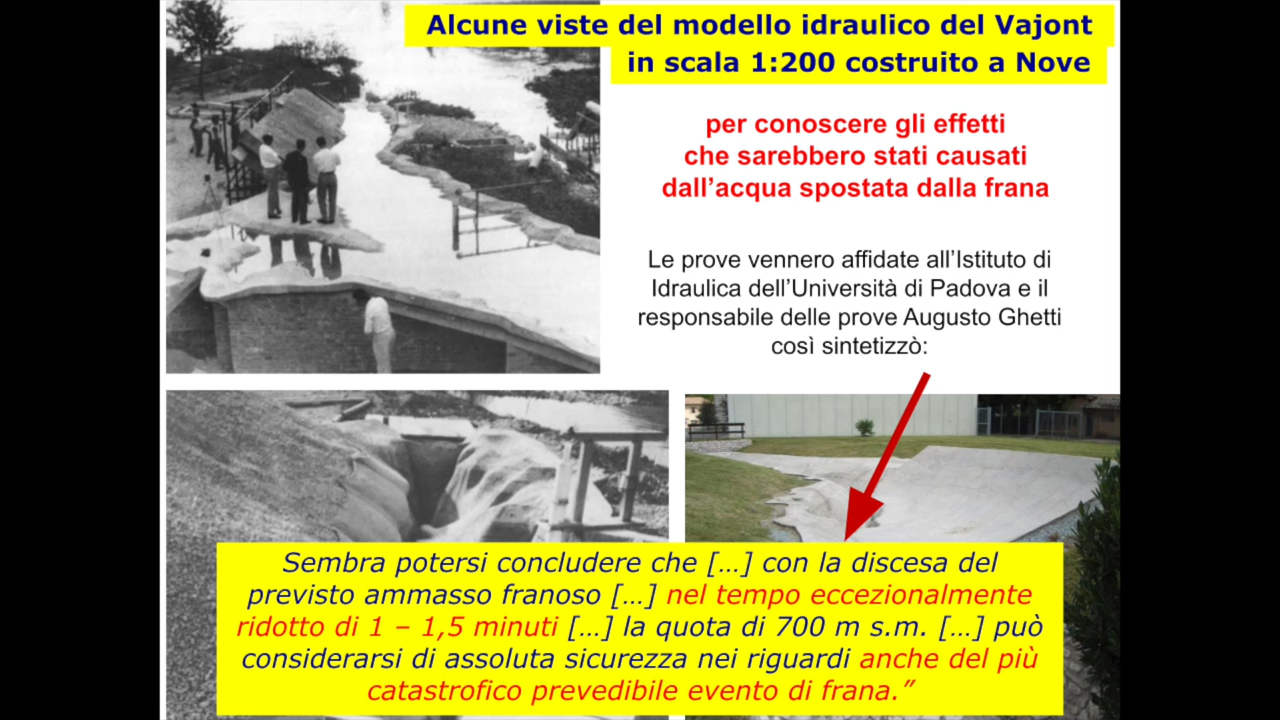 Alcune viste del modello idraulico del Vajont
in scala 1:200 costruito a Nove
per conoscere gli effetti
che sarebbero stati causati
dall’acqua spostata dalla frana
Le prove vennero affidate all’Istituto di
Idraulica dell’Università di Padova e il
responsabile delle prove Augusto Ghetti
così sintetizzò:
Sembra potersi concludere che […] con la discesa del
previsto ammasso franoso […] nel tempo eccezionalmente
ridotto di 1 – 1,5 minuti […] la quota di 700 m s.m. […] può
considerarsi di assoluta sicurezza nei riguardi anche del più
catastrofico prevedibile evento di frana.”